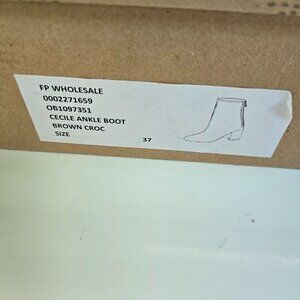 FP WHOLESALE
0002271659
OB1097351
CECILE ANKLE BOOT
BROWN CROC
SIZE 37